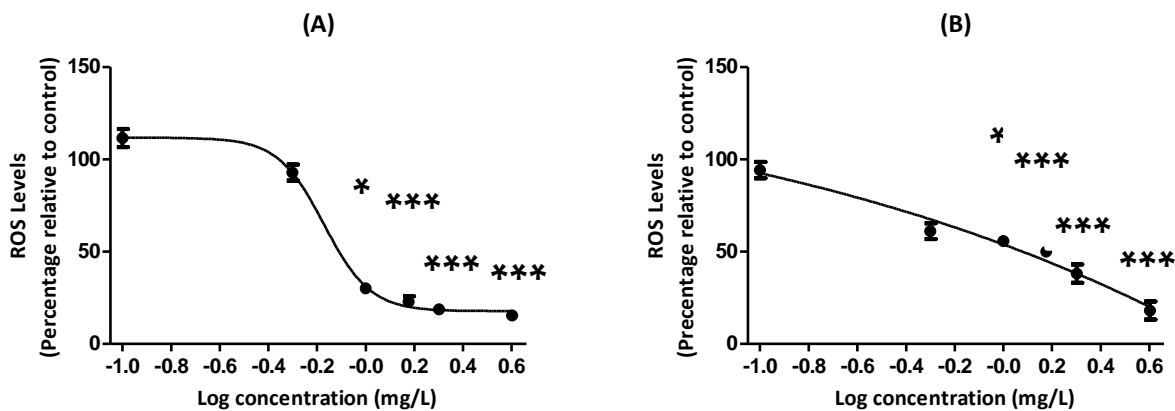 (A)
150
100
50
0
ROS Levels
(Percentage relative to control)
*
***
***
***
-1.0 -0.8 -0.6 -0.4 -0.2 -0.0 0.2 0.4 0.6
Log concentration (mg/L)
(B)
150
100
50
0
ROS Levels
(Precentage relative to control)
*
***
***
***
-1.0 -0.8 -0.6 -0.4 -0.2 -0.0 0.2 0.4 0.6
Log concentration (mg/L)